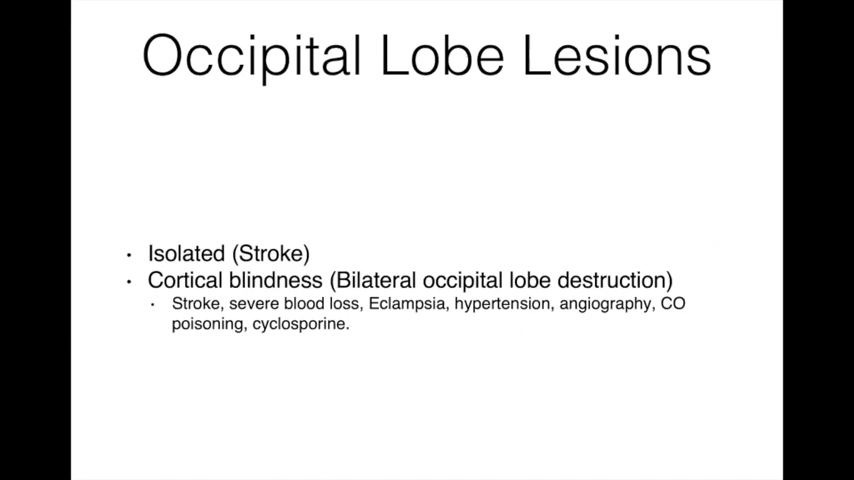 Occipital Lobe Lesions
• Isolated (Stroke)
• Cortical blindness (Bilateral occipital lobe destruction)
• Stroke, severe blood loss, Eclampsia, hypertension, angiography, CO
poisoning, cyclosporine.